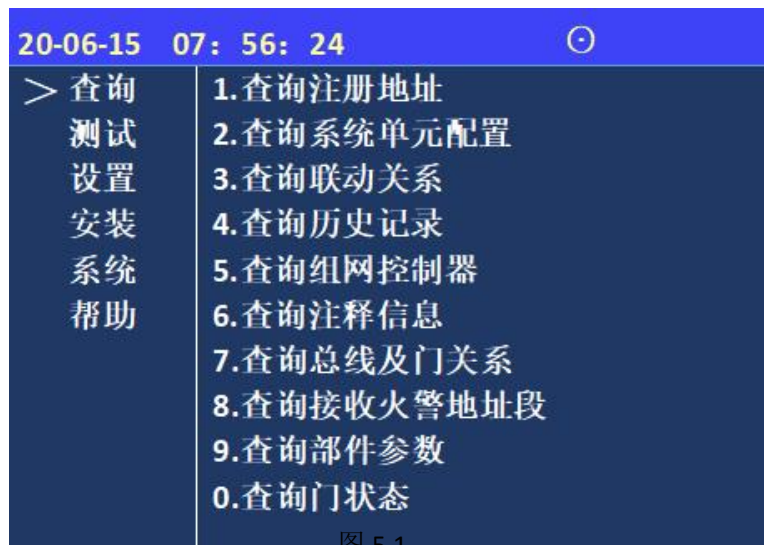 20-06-15 07：56：24
＞ 查询
测试
设置
安装
系统
帮助
1.查询注册地址
2.查询系统单元配置
3.查询联动关系
4.查询历史记录
5.查询组网控制器
6.查询注释信息
7.查询总线及门关系
8.查询接收火警地址段
9.查询部件参数
0.查询门状态
图 5-1